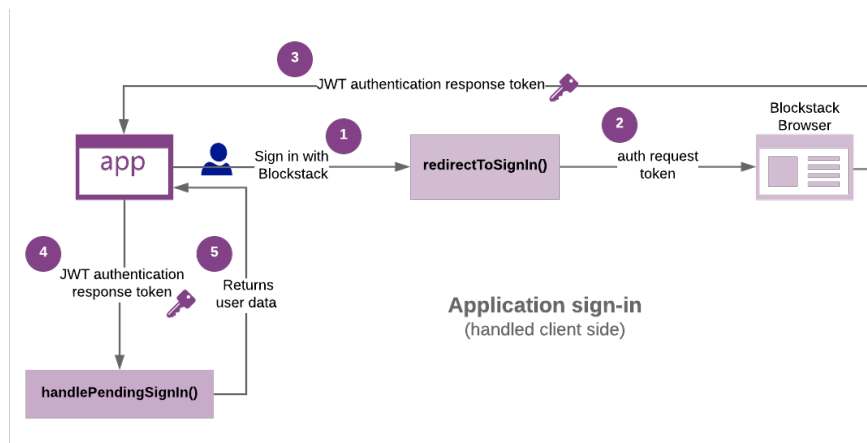 3
JWT authentication response token
app
Sign in with
Blockstack
1
redirectToSignIn()
2
auth request
token
Blockstack
Browser
4
JWT authentication
response token
5
Returns
user data
handlePendingSignIn()
Application sign-in
(handled client side)